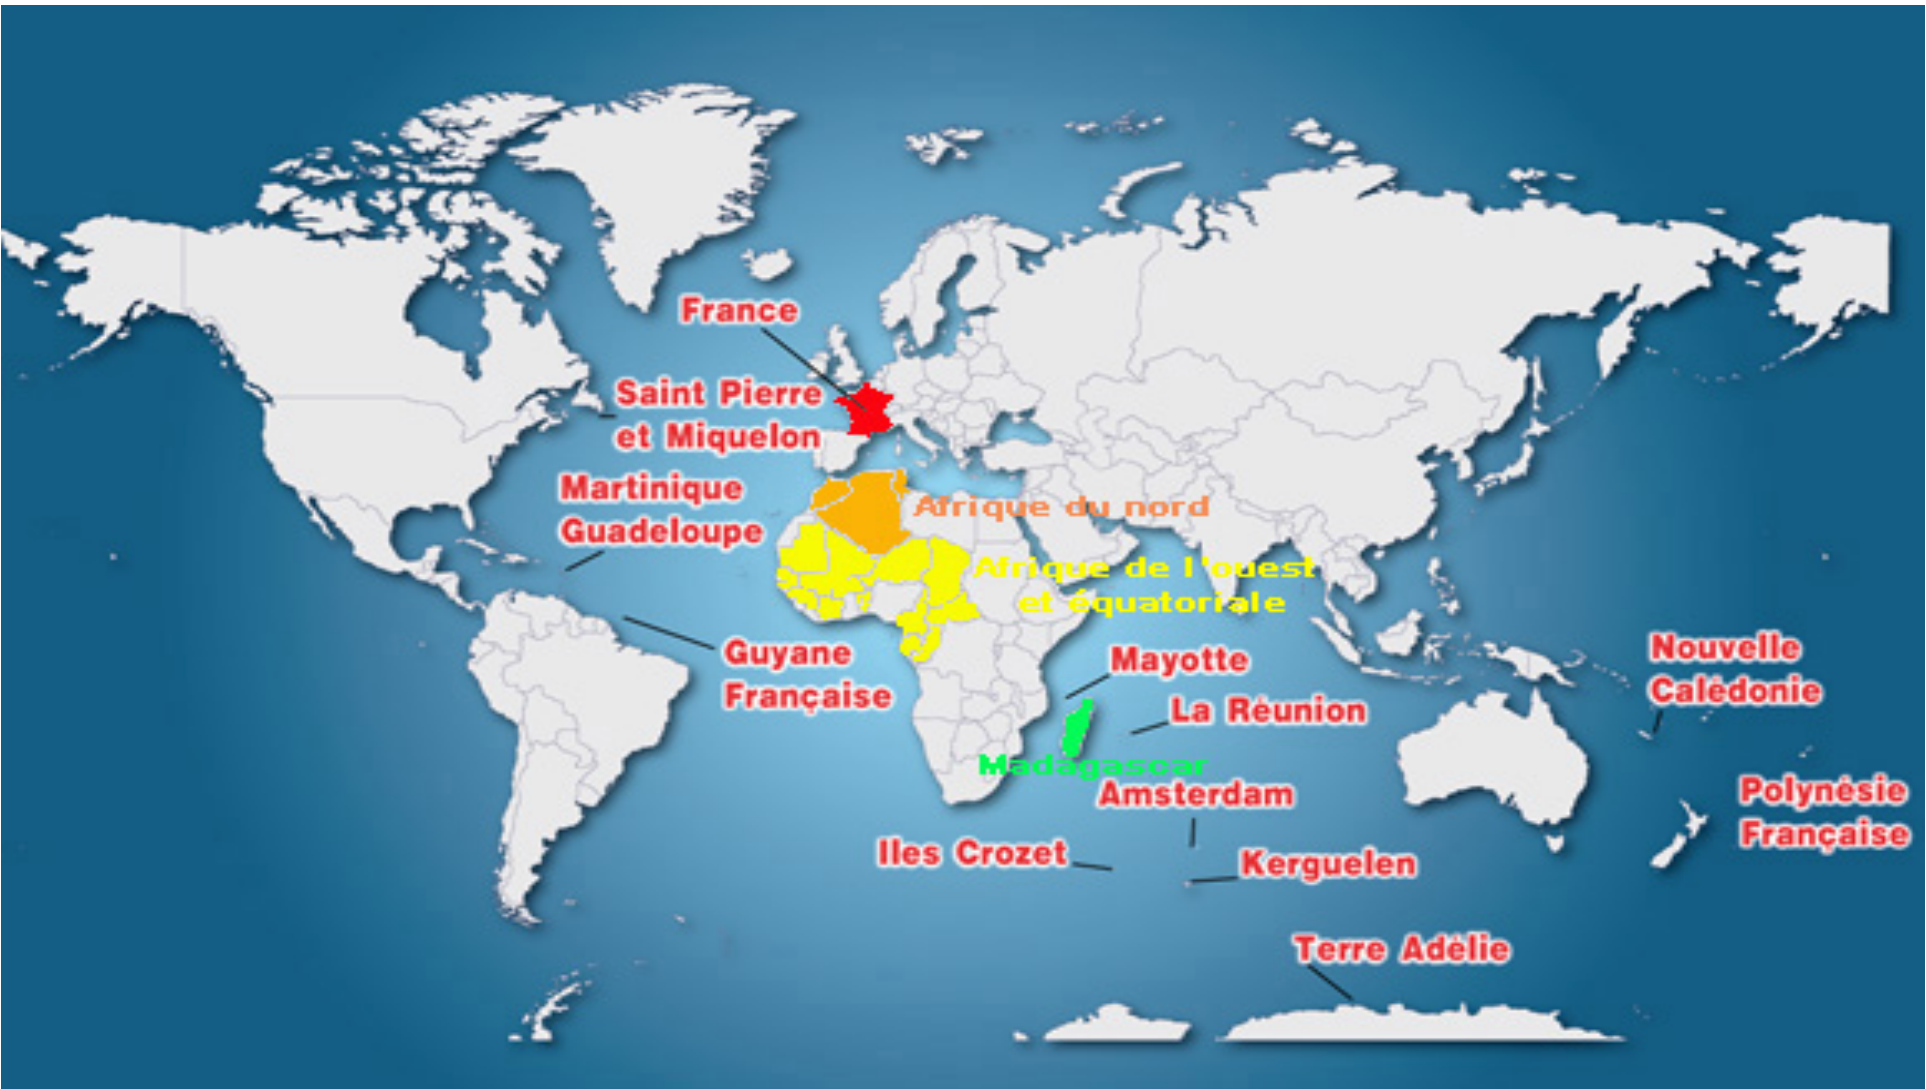 France
Saint Pierre
et Miquelon
Martinique
Guadeloupe
Afrique du nord
Afrique de l'ouest
et équatoriale
Guyane
Française
Mayotte
La Réunion
Nouvelle
Calédonie
Madagascar
Amsterdam
Polynésie
Française
Iles Crozet
Kerguelen
Terre Adélie